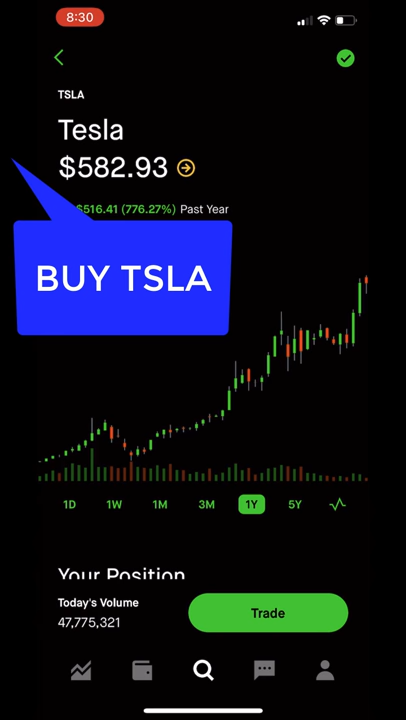 8:30
TSLA
Tesla
$582.93
$516.41 (776.27%) Past Year
BUY TSLA
1D 1W 1M 3M 1Y 5Y
Your Position
Today's Volume
47,775,321
Trade